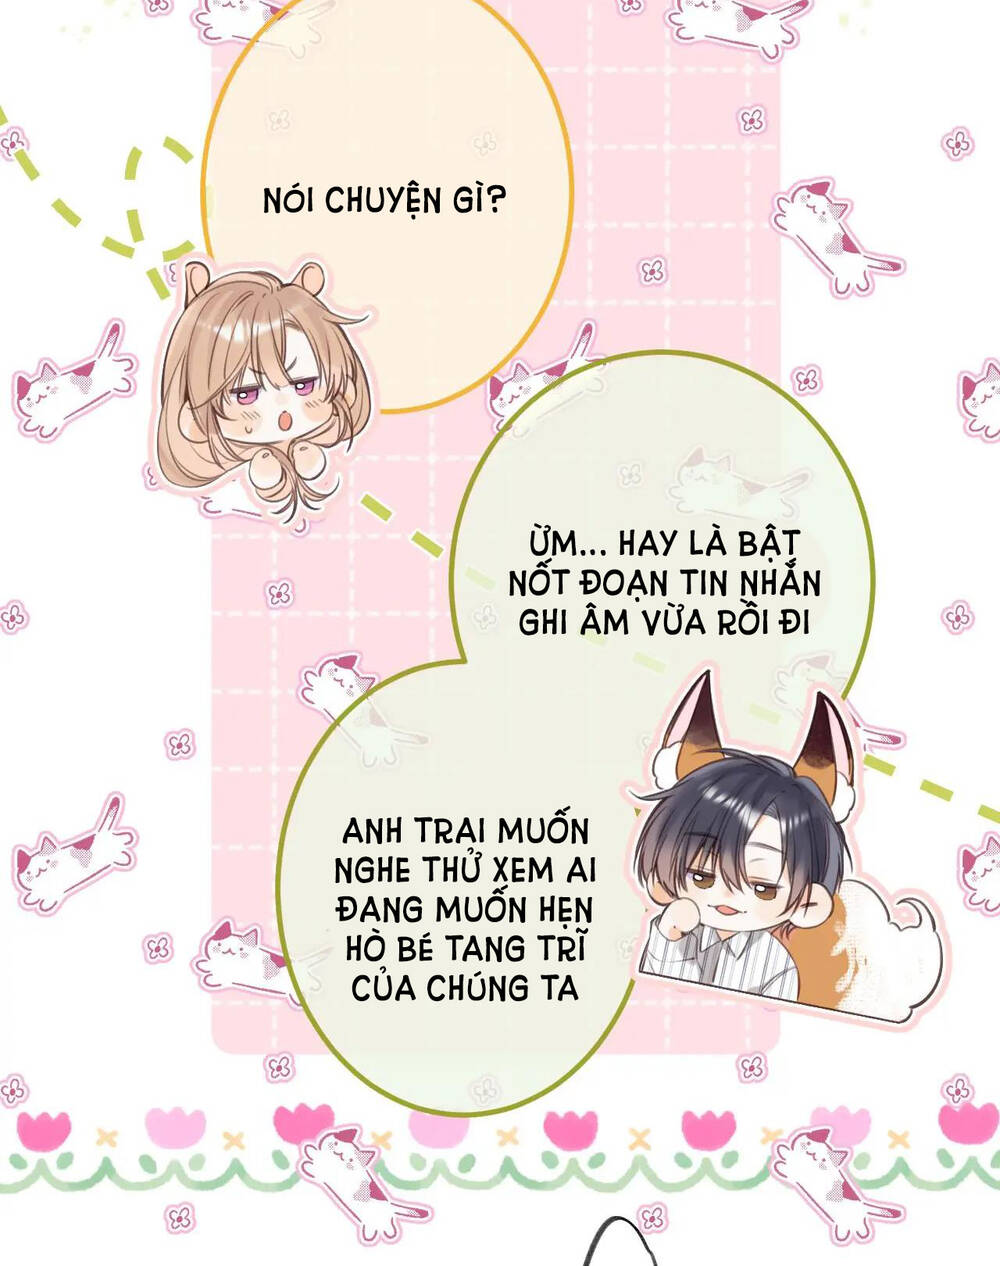 NÓI CHUYỆN GÌ?
ỪM... HAY LÀ BẬT
NỐT ĐOẠN TIN NHẮN
GHI ÂM VỪA RỒI ĐI
ANH TRAI MUỐN
NGHE THỬ XEM AI
ĐANG MUỐN HẸN
HÒ BÉ TANG TRĨ
CỦA CHÚNG TA